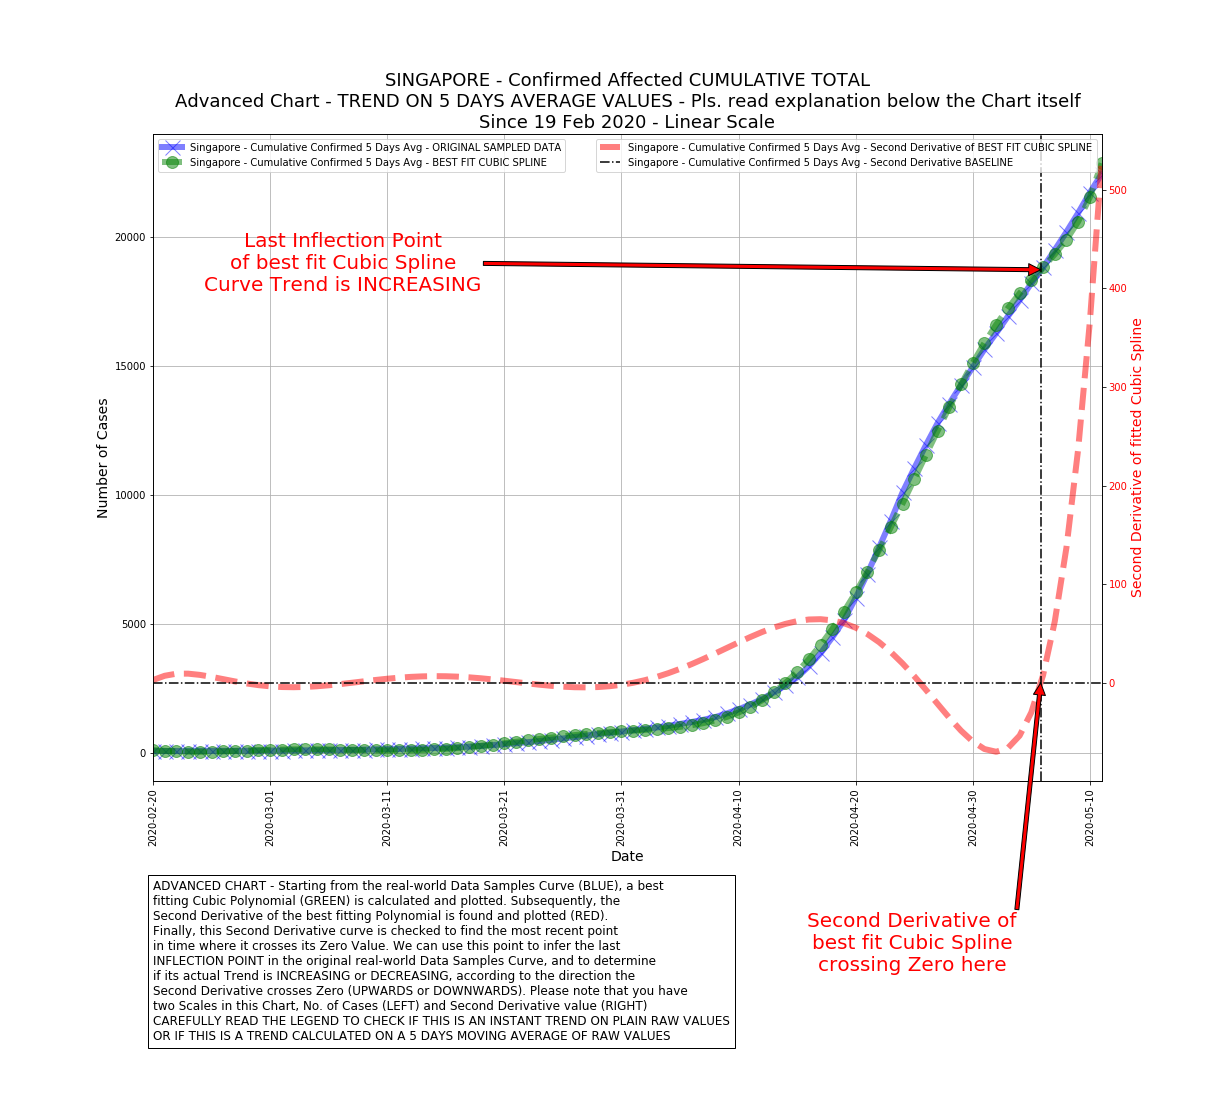 SINGAPORE - Confirmed Affected CUMULATIVE TOTAL
Advanced Chart - TREND ON 5 DAYS AVERAGE VALUES - Pls. read explanation below the Chart itself
Since 19 Feb 2020 - Linear Scale
Singapore - Cumulative Confirmed 5 Days Avg - ORIGINAL SAMPLED DATA
Singapore - Cumulative Confirmed 5 Days Avg - BEST FIT CUBIC SPLINE
Singapore - Cumulative Confirmed 5 Days Avg - Second Derivative of BEST FIT CUBIC SPLINE
Singapore - Cumulative Confirmed 5 Days Avg - Second Derivative BASELINE
Last Inflection Point
of best fit Cubic Spline
Curve Trend is INCREASING
Number of Cases
20000
15000
10000
5000
0
500
400
300
200
100
0
Second Derivative of fitted Cubic Spline
2020-02-20
2020-03-01
2020-03-11
2020-03-21
2020-03-31
2020-04-10
2020-04-20
2020-04-30
2020-05-10
Date
Second Derivative of
best fit Cubic Spline
crossing Zero here
ADVANCED CHART - Starting from the real-world Data Samples Curve (BLUE), a best
fitting Cubic Polynomial (GREEN) is calculated and plotted. Subsequently, the
Second Derivative of the best fitting Polynomial is found and plotted (RED).
Finally, this Second Derivative curve is checked to find the most recent point
in time where it crosses its Zero Value. We can use this point to infer the last
INFLECTION POINT in the original real-world Data Samples Curve, and to determine
if its actual Trend is INCREASING or DECREASING, according to the direction the
Second Derivative crosses Zero (UPWARDS or DOWNWARDS). Please note that you have
two Scales in this Chart, No. of Cases (LEFT) and Second Derivative value (RIGHT)
CAREFULLY READ THE LEGEND TO CHECK IF THIS IS AN INSTANT TREND ON PLAIN RAW VALUES
OR IF THIS IS A TREND CALCULATED ON A 5 DAYS MOVING AVERAGE OF RAW VALUES